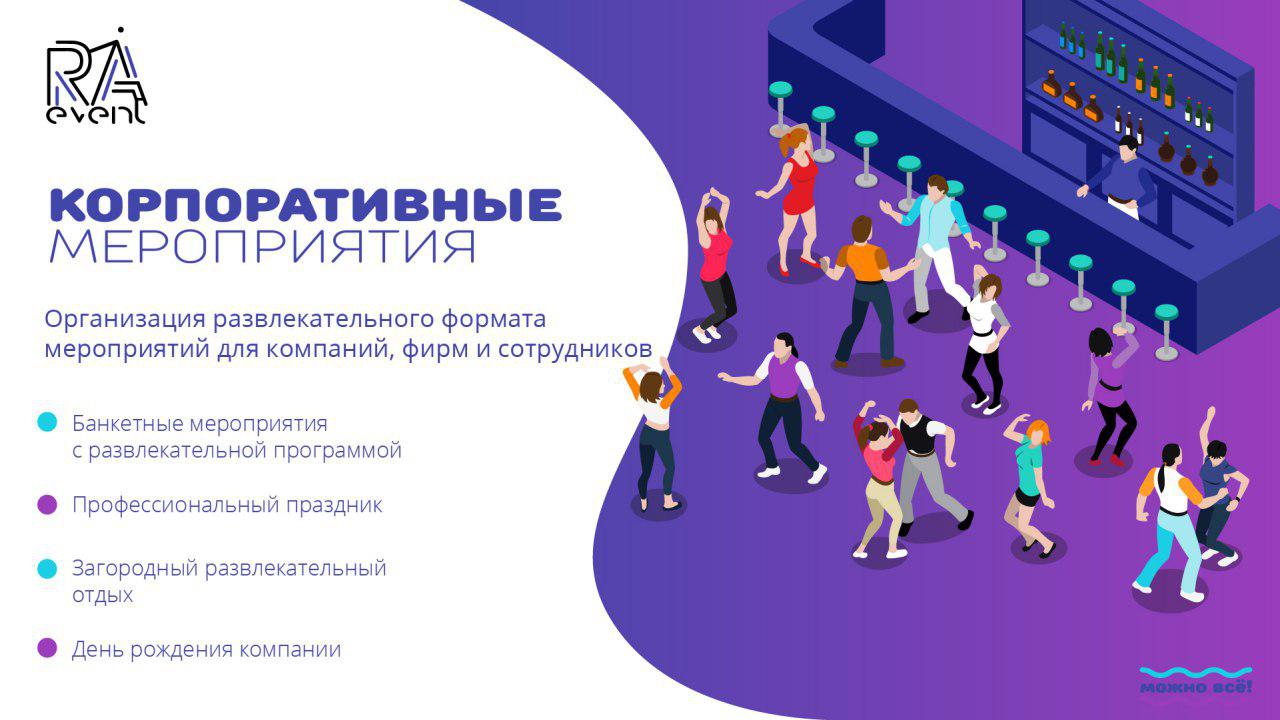 RA
event
КОРПОРАТИВНЫЕ
МЕРОПРИЯТИЯ
Организация развлекательного формата
мероприятий для компаний, фирм и сотрудников
Банкетные мероприятия
с развлекательной программой
Профессиональный праздник
Загородный развлекательный
отдых
День рождения компании
можно всё!